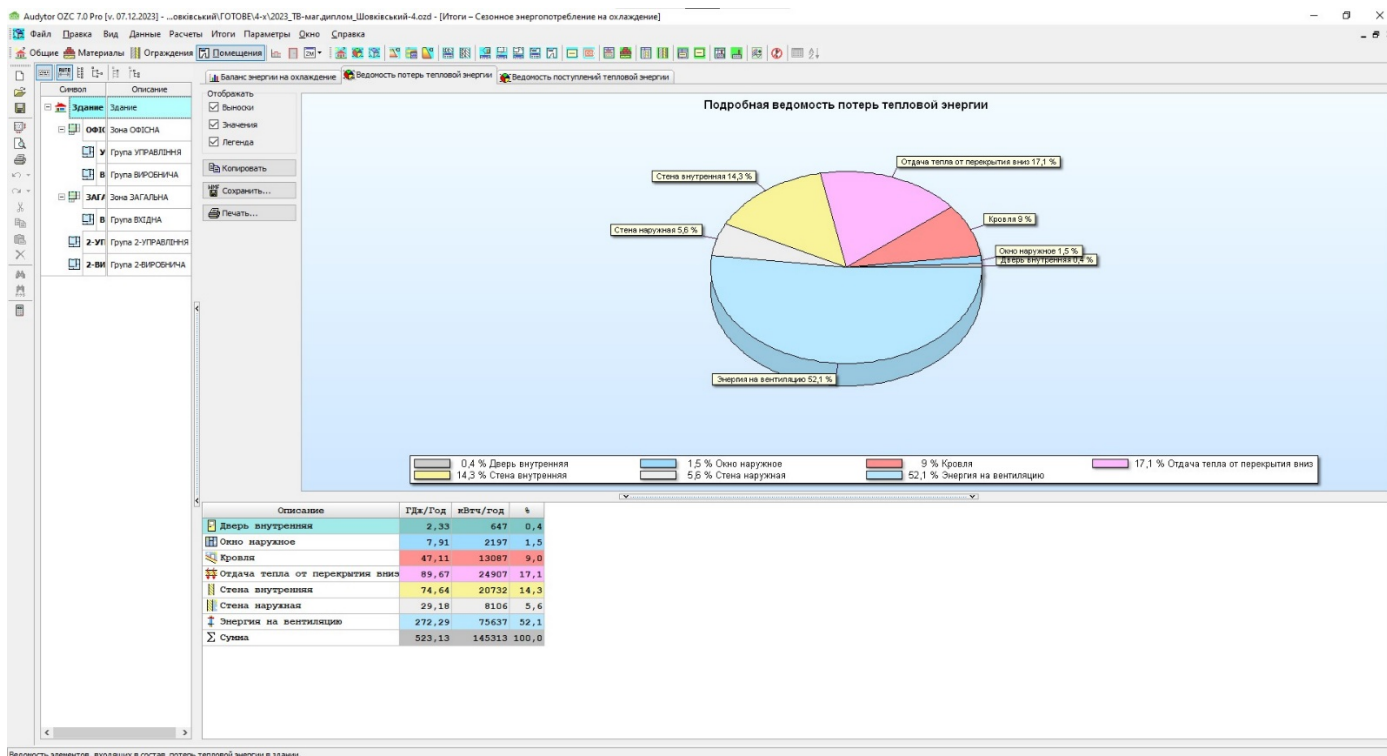 Audytor OZC 7.0 Pro [v. 07.12.2023] - ...овківський\ГОТОВЕ\4-х\2023_ТВ-маг.диплом_Шовківський-4.ozd - [Итоги – Сезонное энергопотребление на охлаждение]
Файл Правка Вид Данные Расчеты Итоги Параметры Окно Справка
Общие Материалы Ограждения Помещения
Символ Описание
Здание Здание
ОФІС Зона ОФІСНА
У Група УПРАВЛІННЯ
В Група ВИРОБНИЧА
ЗАГА Зона ЗАГАЛЬНА
В Група ВХІДНА
2-УП Група 2-УПРАВЛІННЯ
2-ВИ Група 2-ВИРОБНИЧА
Баланс энергии на охлаждение Ведомость потерь тепловой энергии Ведомость поступлений тепловой энергии
Отображать
Выноски
Значения
Легенда
Копировать
Сохранить...
Печать...
Подробная ведомость потерь тепловой энергии
Отдача тепла от перекрытия вниз 17,1 %
Стена внутренняя 14,3 %
Кровля 9 %
Стена наружная 5,6 %
Окно наружное 1,5 %
Дверь внутренняя 0,4 %
Энергия на вентиляцию 52,1 %
0,4 % Дверь внутренняя 1,5 % Окно наружное 9 % Кровля 17,1 % Отдача тепла от перекрытия вниз
14,3 % Стена внутренняя 5,6 % Стена наружная 52,1 % Энергия на вентиляцию
Описание ГДж/Год кВтч/год %
Дверь внутренняя 2,33 647 0,4
Окно наружное 7,91 2197 1,5
Кровля 47,11 13087 9,0
Отдача тепла от перекрытия вниз 89,67 24907 17,1
Стена внутренняя 74,64 20732 14,3
Стена наружная 29,18 8106 5,6
Энергия на вентиляцию 272,29 75637 52,1
Σ Сумма 523,13 145313 100,0
Ведомость элементов, входящих в состав потерь тепловой энергии в здании